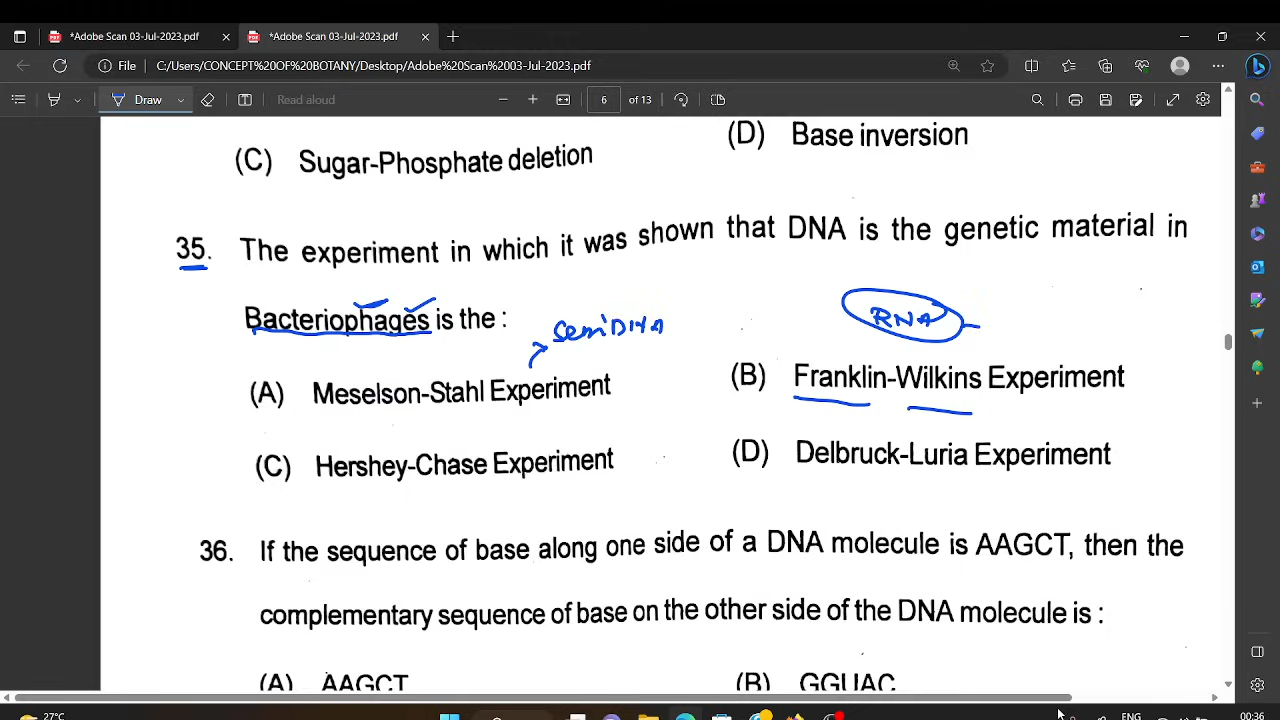 *Adobe Scan 03-Jul-2023.pdf
*Adobe Scan 03-Jul-2023.pdf
File
C:/Users/CONCEPT%20OF%20BOTANY/Desktop/Adobe%20Scan%2003-Jul-2023.pdf
Draw
Read aloud
6
of 13
(C) Sugar-Phosphate deletion
(D) Base inversion
35. The experiment in which it was shown that DNA is the genetic material in
Bacteriophages is the :
semi DNA
RNA
(A) Meselson-Stahl Experiment
(B) Franklin-Wilkins Experiment
(C) Hershey-Chase Experiment
(D) Delbruck-Luria Experiment
36. If the sequence of base along one side of a DNA molecule is AAGCT, then the
complementary sequence of base on the other side of the DNA molecule is :
(A) AAGCT
(B) GGUAC
27°C
00:36